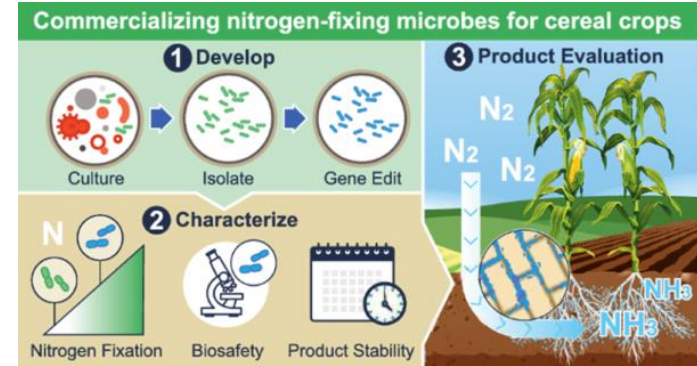 Commercializing nitrogen-fixing microbes for cereal crops
1 Develop
Culture
Isolate
Gene Edit
2 Characterize
N
Nitrogen Fixation
Biosafety
Product Stability
3 Product Evaluation
N2
N2
N2
NH3
NH3